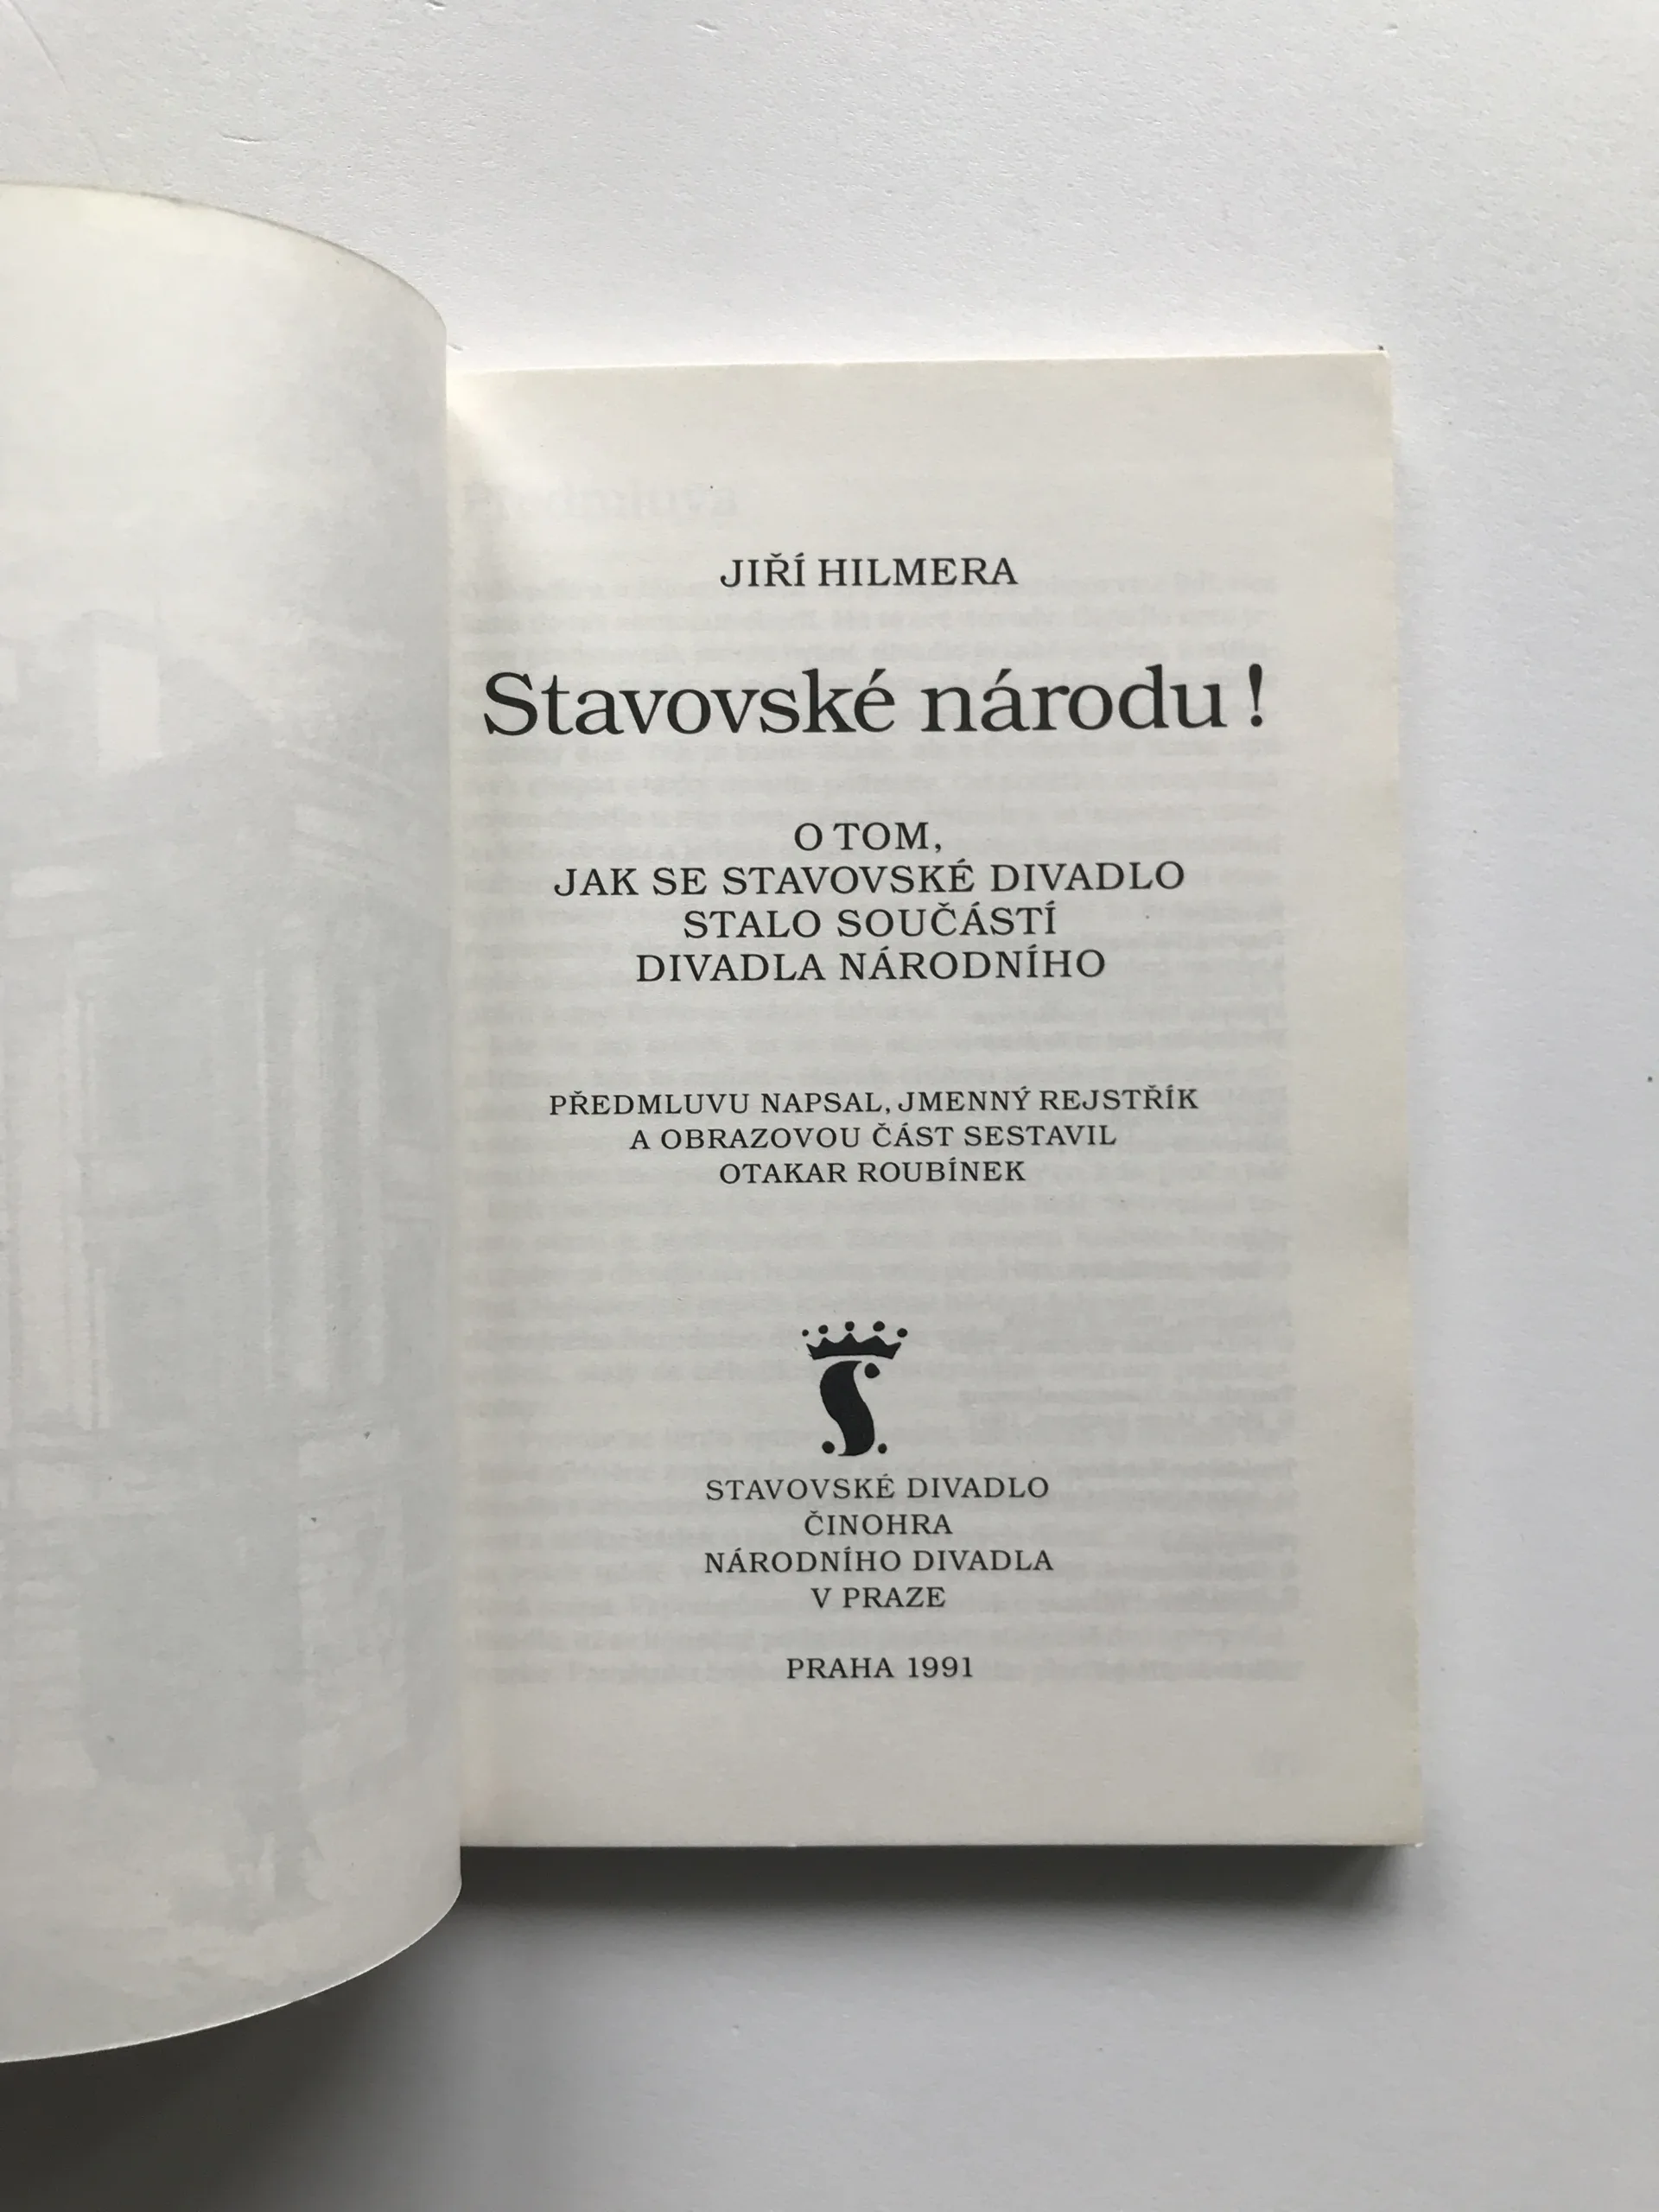 JIŘÍ HILMERA
Stavovské národu !
O TOM,
JAK SE STAVOVSKÉ DIVADLO
STALO SOUČÁSTÍ
DIVADLA NÁRODNÍHO
PŘEDMLUVU NAPSAL, JMENNÝ REJSTŘÍK
A OBRAZOVOU ČÁST SESTAVIL
OTAKAR ROUBÍNEK
S.
STAVOVSKÉ DIVADLO
ČINOHRA
NÁRODNÍHO DIVADLA
V PRAZE
PRAHA 1991